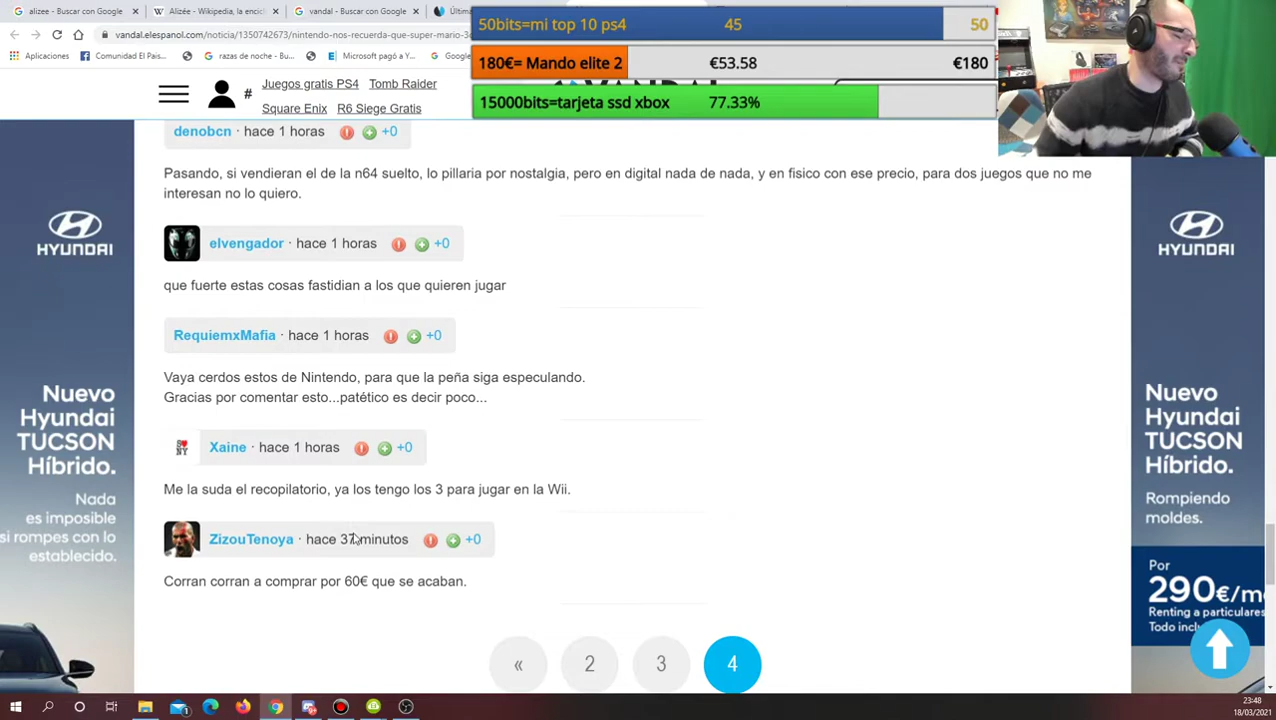 alizee - Buscar con Google
Alizée - Wikipedia, la encicl
vandal - Buscar con Google
Últin
50bits=mi top 10 ps4 45 50
vandal.elespanol.com/noticia/1350742673/nintendo-nos-recuerda-que-super-mario-3d
180€= Mando elite 2 €53.58 €180
Aplicaciones
Comunidad El Pais...
razas de noche - Bu...
Microsoft pagó a Y...
Google
15000bits=tarjeta ssd xbox 77.33%
# Juegos gratis PS4 Tomb Raider
Square Enix R6 Siege Gratis
denobcn · hace 1 horas +0
Pasando, si vendieran el de la n64 suelto, lo pillaria por nostalgia, pero en digital nada de nada, y en fisico con ese precio, para dos juegos que no me
interesan no lo quiero.
elvengador · hace 1 horas +0
que fuerte estas cosas fastidian a los que quieren jugar
RequiemxMafia · hace 1 horas +0
Vaya cerdos estos de Nintendo, para que la peña siga especulando.
Gracias por comentar esto...patético es decir poco...
Xaine · hace 1 horas +0
Me la suda el recopilatorio, ya los tengo los 3 para jugar en la Wii.
ZizouTenoya · hace 37 minutos +0
Corran corran a comprar por 60€ que se acaban.
« 2 3 4
HYUNDAI
Nuevo
Hyundai
TUCSON
Híbrido.
Nada
es imposible
si rompes con lo
establecido.
HYUNDAI
Nuevo
Hyundai
TUCSON
Híbrido.
Rompiendo
moldes.
Por
290€/me
Renting a particulares
Todo inclu
23:48
18/03/2021